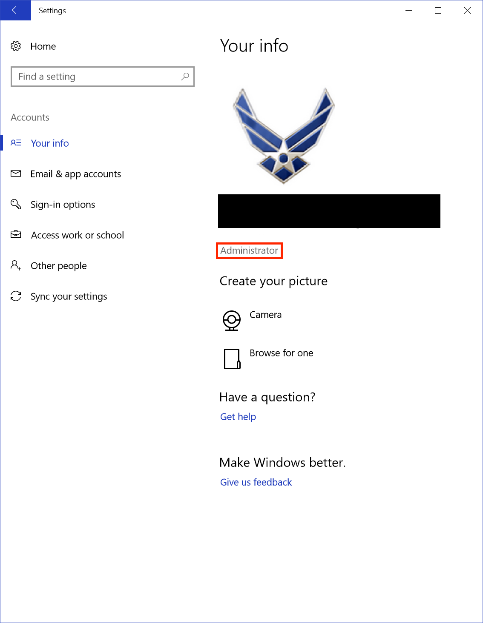 Settings
Home
Your info
Find a setting
Accounts
Your info
Email & app accounts
Sign-in options
Access work or school
Other people
Sync your settings
Administrator
Create your picture
Camera
Browse for one
Have a question?
Get help
Make Windows better.
Give us feedback